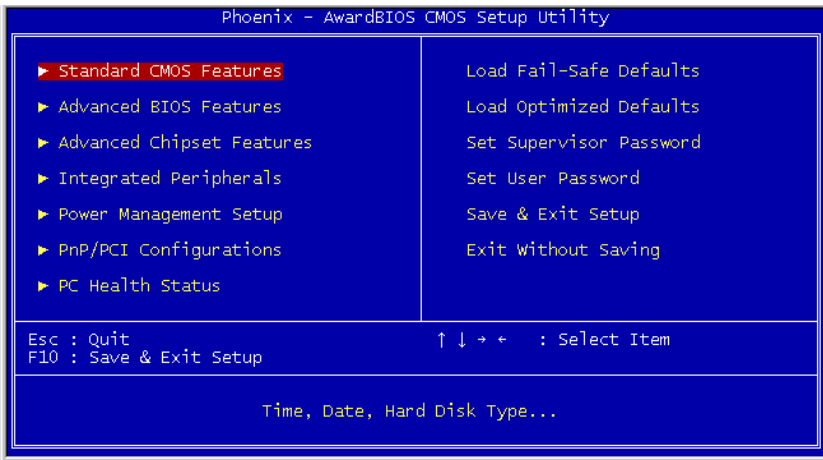 Phoenix - AwardBIOS CMOS Setup Utility
► Standard CMOS Features
► Advanced BIOS Features
► Advanced Chipset Features
► Integrated Peripherals
► Power Management Setup
► PnP/PCI Configurations
► PC Health Status
Load Fail-Safe Defaults
Load Optimized Defaults
Set Supervisor Password
Set User Password
Save & Exit Setup
Exit Without Saving
Esc : Quit
F10 : Save & Exit Setup
↑ ↓ → ← : Select Item
Time, Date, Hard Disk Type...